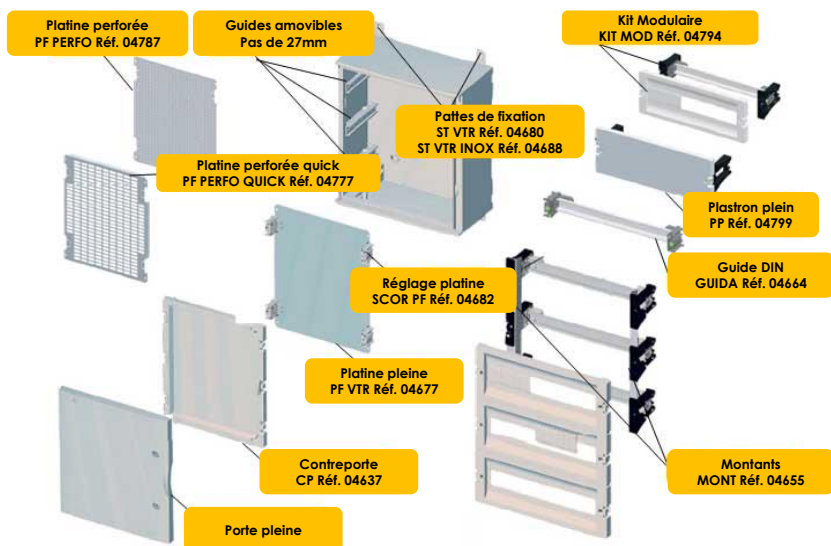 Platine perforée
PF PERFO Réf. 04787
Guides amovibles
Pas de 27mm
Kit Modulaire
KIT MOD Réf. 04794
Pattes de fixation
ST VTR Réf. 04680
ST VTR INOX Réf. 04688
Platine perforée quick
PF PERFO QUICK Réf. 04777
Plastron plein
PP Réf. 04799
Guide DIN
GUIDA Réf. 04664
Réglage platine
SCOR PF Réf. 04682
Platine pleine
PF VTR Réf. 04677
Contreporte
CP Réf. 04637
Montants
MONT Réf. 04655
Porte pleine